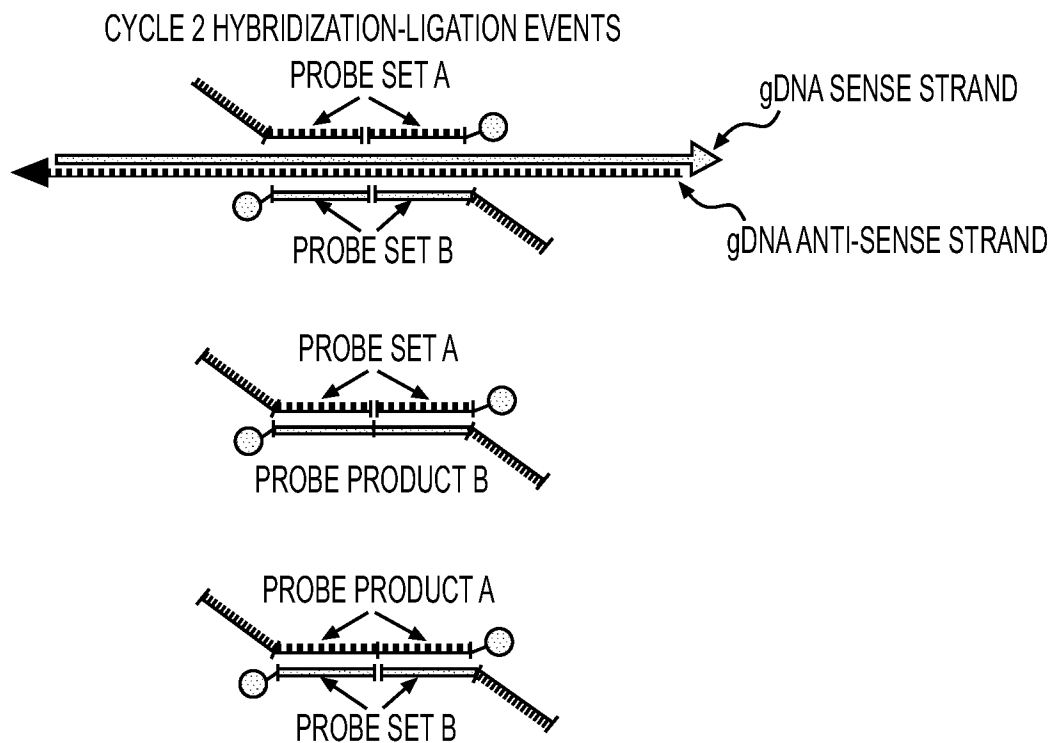 CYCLE 2 HYBRIDIZATION-LIGATION EVENTS
PROBE SET A
gDNA SENSE STRAND
PROBE SET B
gDNA ANTI-SENSE STRAND
PROBE SET A
PROBE PRODUCT B
PROBE PRODUCT A
PROBE SET B